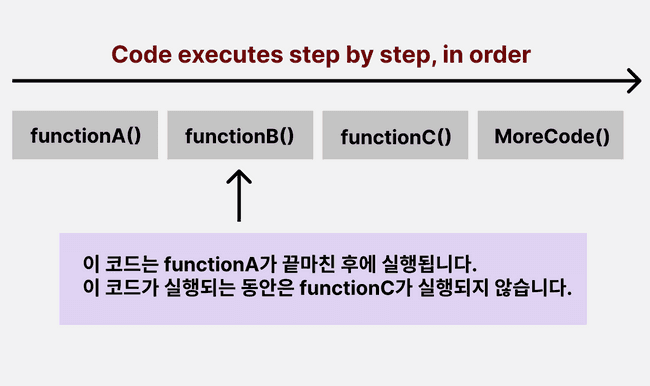 Code executes step by step, in order
functionA()
functionB()
functionC()
MoreCode()
이 코드는 functionA가 끝마친 후에 실행됩니다.
이 코드가 실행되는 동안은 functionC가 실행되지 않습니다.